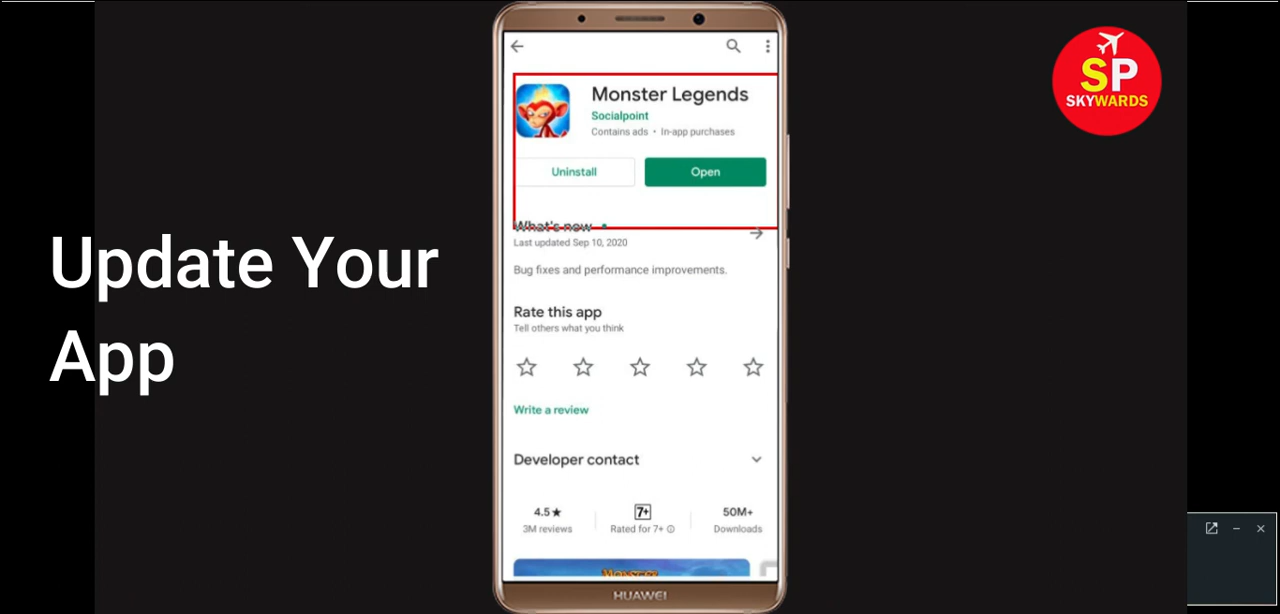 SP
SKYWARDS
Update Your
App
Monster Legends
Socialpoint
Contains ads • In-app purchases
Uninstall
Open
What's new •
Last updated Sep 10, 2020
Bug fixes and performance improvements.
Rate this app
Tell others what you think
Write a review
Developer contact
4.5★
3M reviews
7+
Rated for 7+
50M+
Downloads
MONSTER
HUAWEI